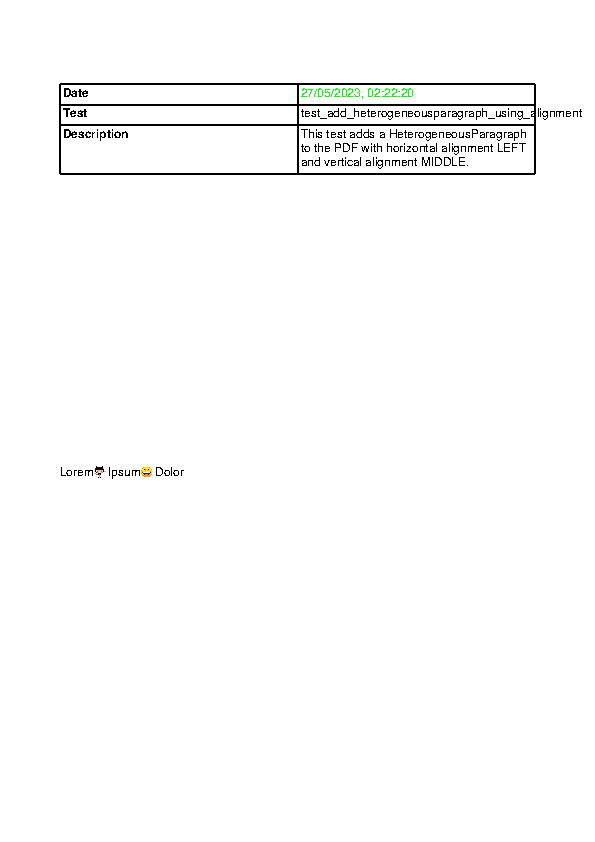 Date 27/05/2023, 02:22:20
Test test_add_heterogeneousparagraph_using_alignment
Description This test adds a HeterogeneousParagraph
to the PDF with horizontal alignment LEFT
and vertical alignment MIDDLE.
Lorem Ipsum😄 Dolor